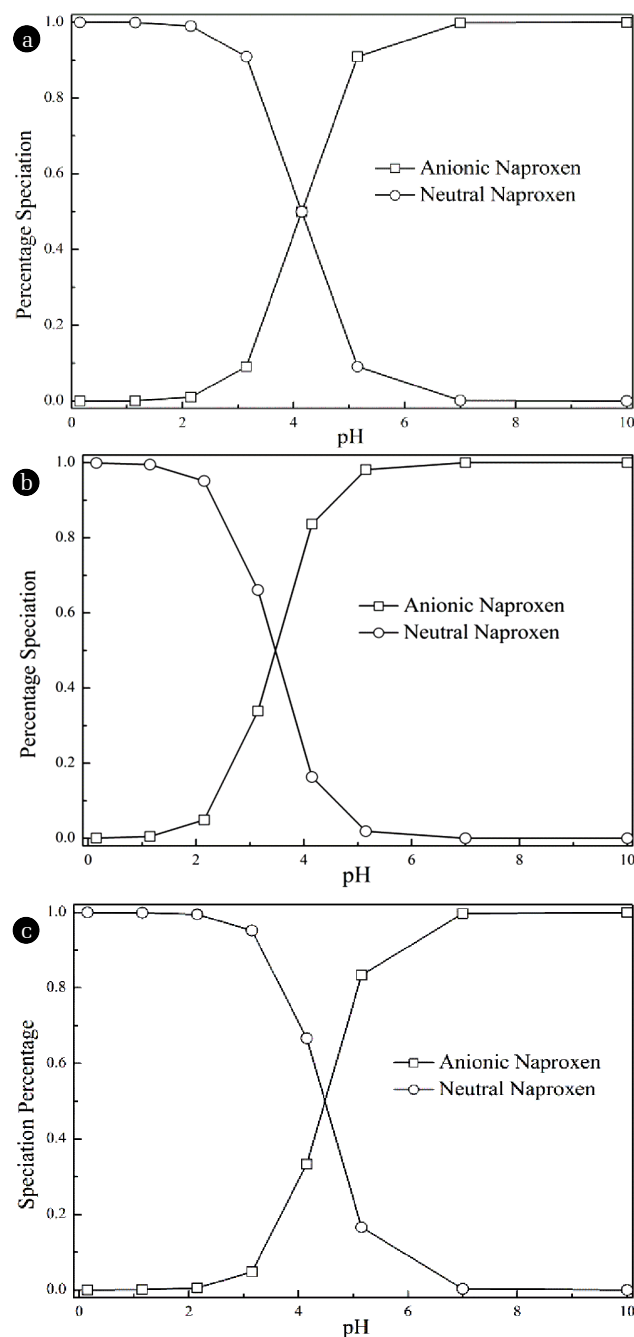 a
1.0
0.8
0.6
0.4
0.2
0.0
Percentage Speciation
Anionic Naproxen
Neutral Naproxen
0 2 4 6 8 10
pH
b
1.0
0.8
0.6
0.4
0.2
0.0
Percentage Speciation
Anionic Naproxen
Neutral Naproxen
0 2 4 6 8 10
pH
c
1.0
0.8
0.6
0.4
0.2
0.0
Speciation Percentage
Anionic Naproxen
Neutral Naproxen
0 2 4 6 8 10
pH